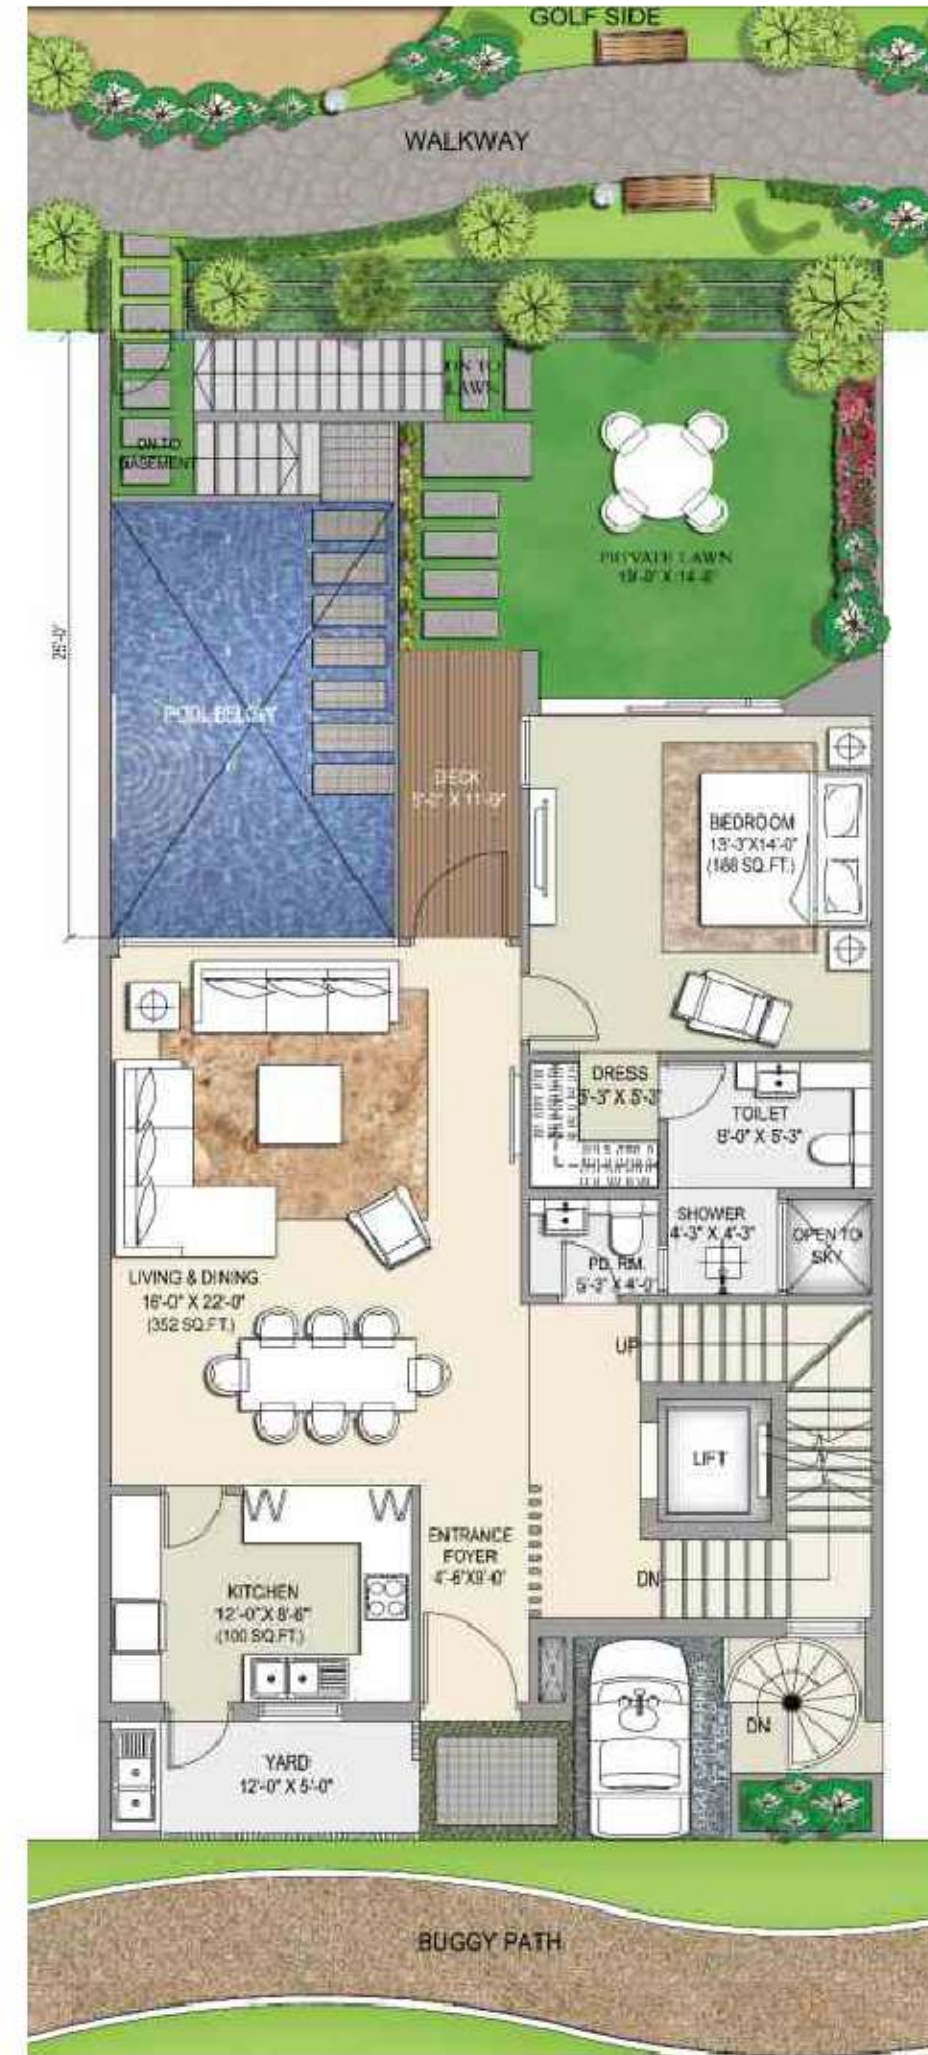 GOLF SIDE
WALKWAY
DN TO
LAWN
DN TO
BASEMENT
PRIVATE LAWN
25'-0"
POOL BELOW
DECK
BEDROOM
13'-3"X14'-0"
(186 SQ.FT.)
DRESS
5'-3" X 5'-3"
TOILET
8'-0" X 5'-3"
SHOWER
4'-3" X 4'-3"
OPEN TO
SKY
PD. RM.
5'-3" X 4'-0"
LIVING & DINING
16'-0" X 22'-0"
(352 SQ.FT.)
UP
LIFT
ENTRANCE
FOYER
DN
KITCHEN
12'-0" X 8'-6"
(100 SQ.FT.)
DN
YARD
12'-0" X 5'-0"
BUGGY PATH